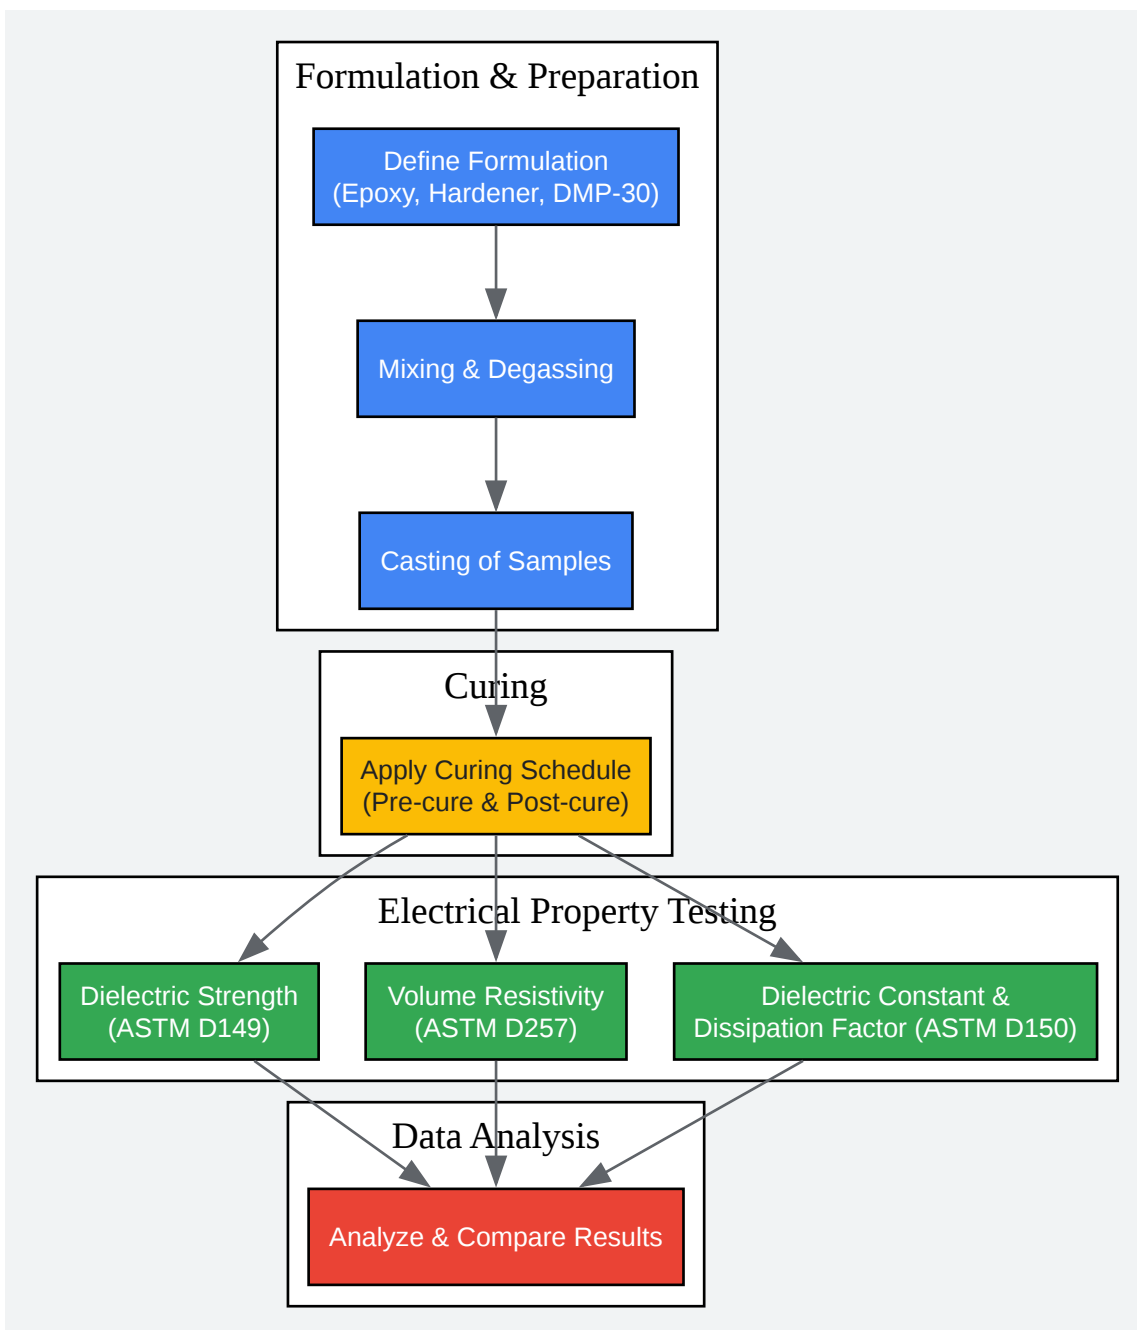 Formulation & Preparation
Define Formulation
(Epoxy, Hardener, DMP-30)
Mixing & Degassing
Casting of Samples
Curing
Apply Curing Schedule
(Pre-cure & Post-cure)
Electrical Property Testing
Dielectric Strength
(ASTM D149)
Volume Resistivity
(ASTM D257)
Dielectric Constant &
Dissipation Factor (ASTM D150)
Data Analysis
Analyze & Compare Results